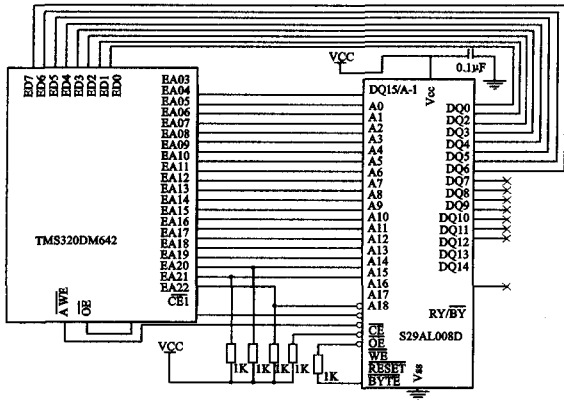 ED7
ED6
ED5
ED4
ED3
ED2
ED1
ED0
EA03
EA04
EA05
EA06
EA07
EA08
EA09
EA10
EA11
EA12
EA13
EA14
EA15
EA16
EA17
EA18
EA19
EA20
EA21
EA22
CE1
TMS320DM642
A WE
OE
VCC
0.1μF
DQ15/A-1
Vcc
A0
A1
A2
A3
A4
A5
A6
A7
A8
A9
A10
A11
A12
A13
A14
A15
A16
A17
A18
CE
OE
WE
RESET
BYTE
DQ0
DQ2
DQ3
DQ4
DQ5
DQ6
DQ7
DQ8
DQ9
DQ10
DQ11
DQ12
DQ13
DQ14
RY/BY
S29AL008D
Vss
VCC
1K
1K
1K
1K
1K